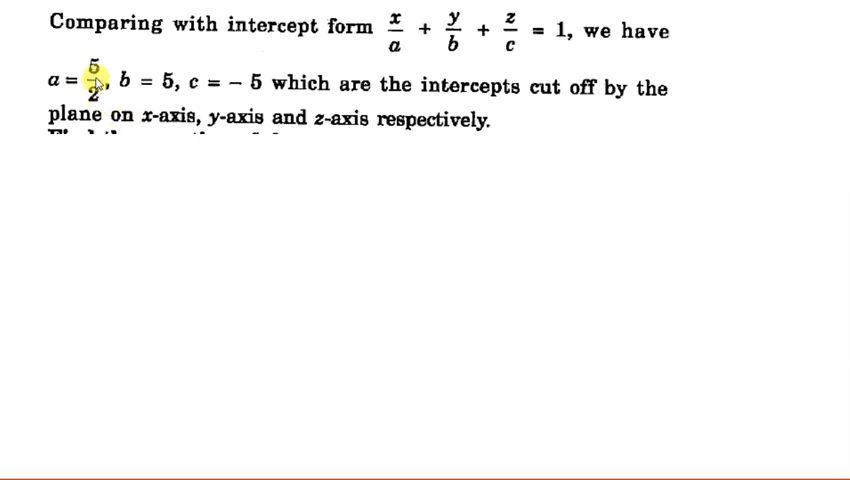 Comparing with intercept form x/a + y/b + z/c = 1, we have
a = 5/2, b = 5, c = – 5 which are the intercepts cut off by the
plane on x-axis, y-axis and z-axis respectively.